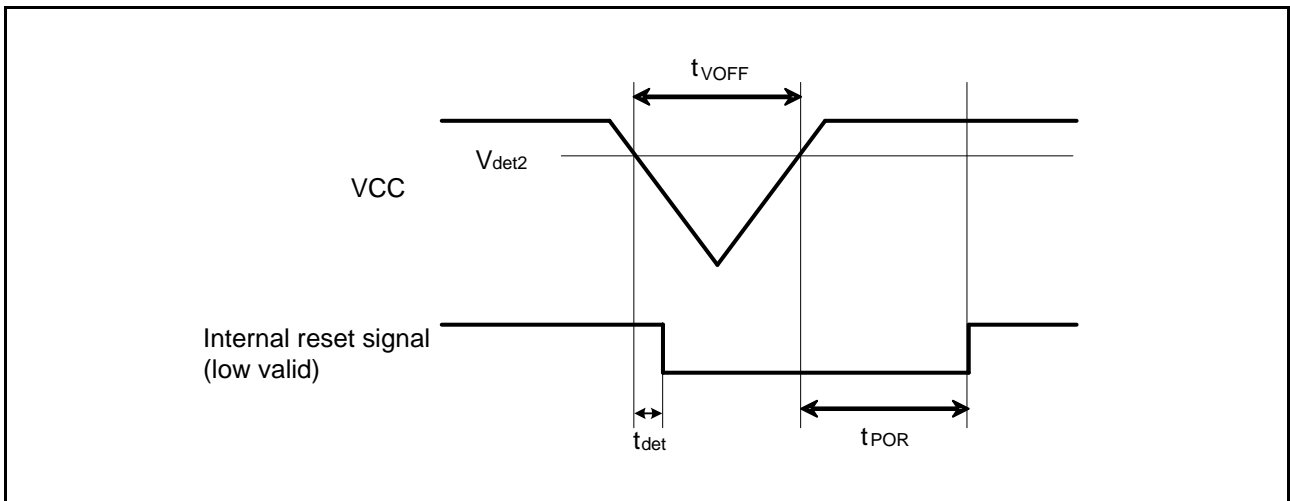 tVOFF
Vdet2
VCC
Internal reset signal
(low valid)
tdet
tPOR